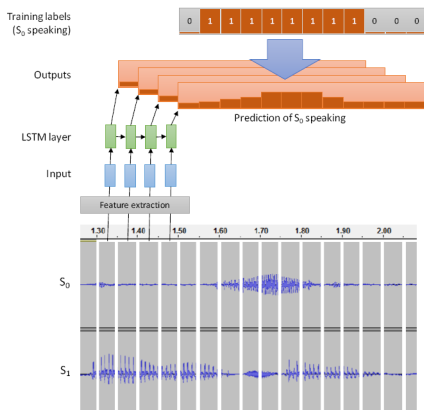 Training labels
(S0 speaking)
0 1 1 1 1 1 1 1 1 0 0 0
Outputs
Prediction of S0 speaking
LSTM layer
Input
Feature extraction
1.30 1.40 1.50 1.60 1.70 1.80 1.90 2.00
S0
S1